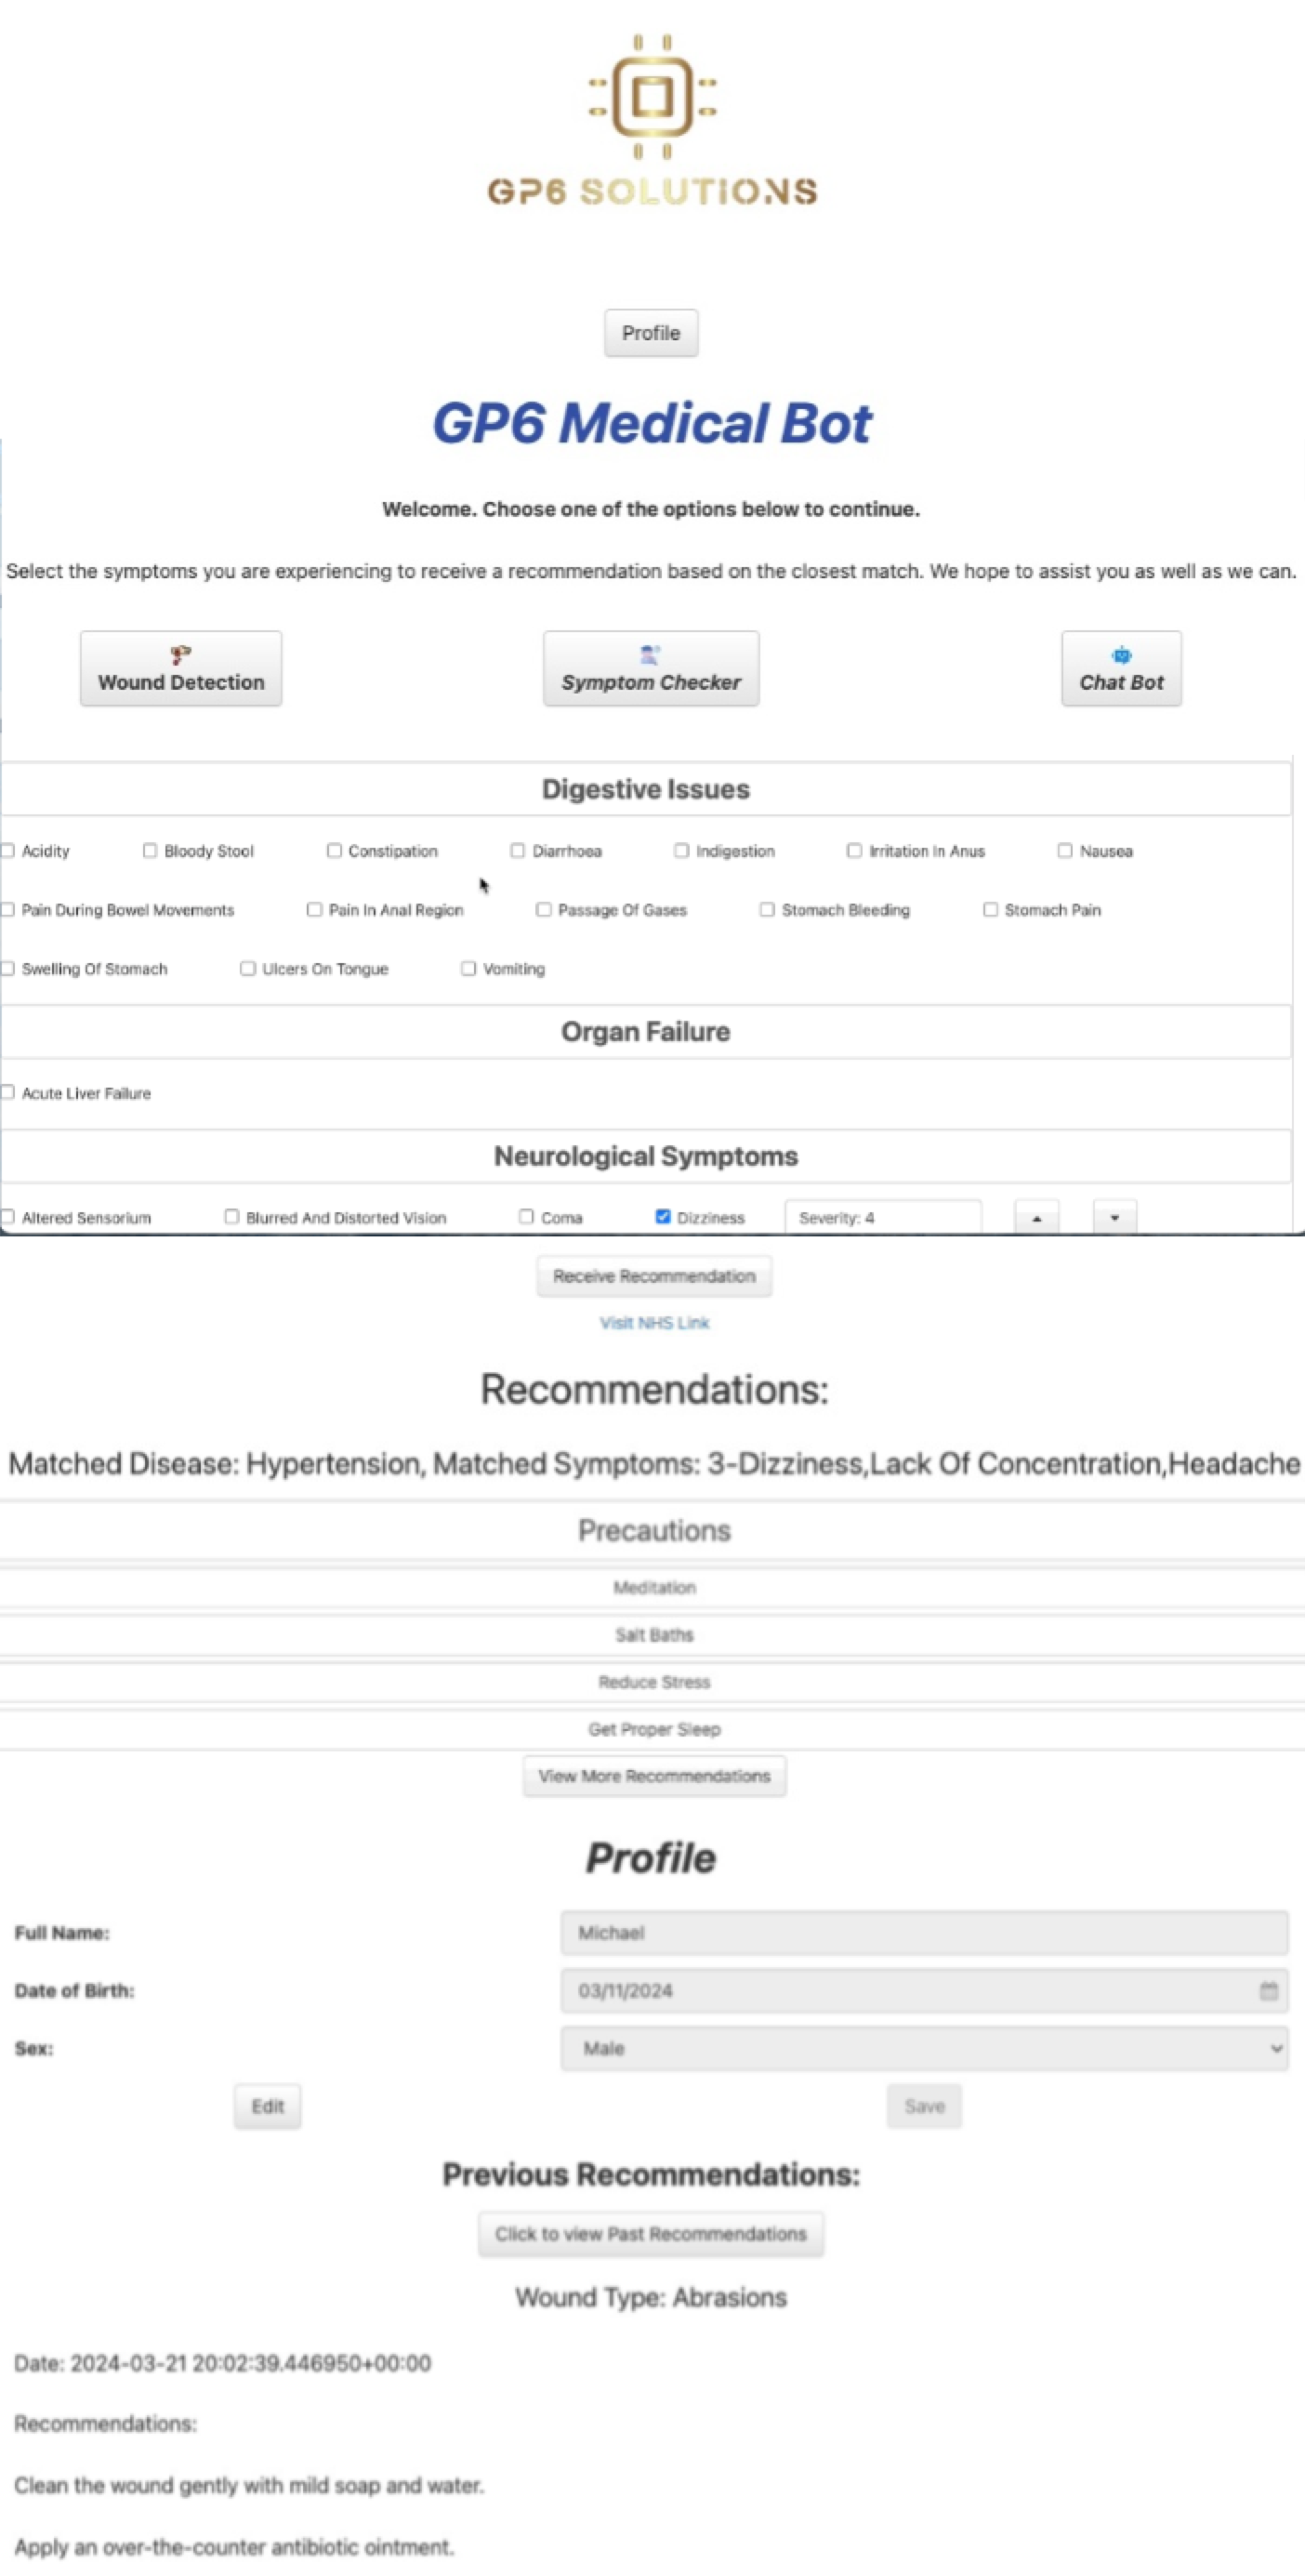 GP6 SOLUTIONS
Profile
GP6 Medical Bot
Welcome. Choose one of the options below to continue.
Select the symptoms you are experiencing to receive a recommendation based on the closest match. We hope to assist you as well as we can.
Wound Detection Symptom Checker Chat Bot
Digestive Issues
Acidity Bloody Stool Constipation Diarrhoea Indigestion Irritation In Anus Nausea
Pain During Bowel Movements Pain In Anal Region Passage Of Gases Stomach Bleeding Stomach Pain
Swelling Of Stomach Ulcers On Tongue Vomiting
Organ Failure
Acute Liver Failure
Neurological Symptoms
Altered Sensorium Blurred And Distorted Vision Coma Dizziness Severity: 4
Receive Recommendation
Visit NHS Link
Recommendations:
Matched Disease: Hypertension, Matched Symptoms: 3-Dizziness,Lack Of Concentration,Headache
Precautions
Meditation
Salt Baths
Reduce Stress
Get Proper Sleep
View More Recommendations
Profile
Full Name: Michael
Date of Birth: 03/11/2024
Sex: Male
Edit Save
Previous Recommendations:
Click to view Past Recommendations
Wound Type: Abrasions
Date: 2024-03-21 20:02:39.446950+00:00
Recommendations:
Clean the wound gently with mild soap and water.
Apply an over-the-counter antibiotic ointment.